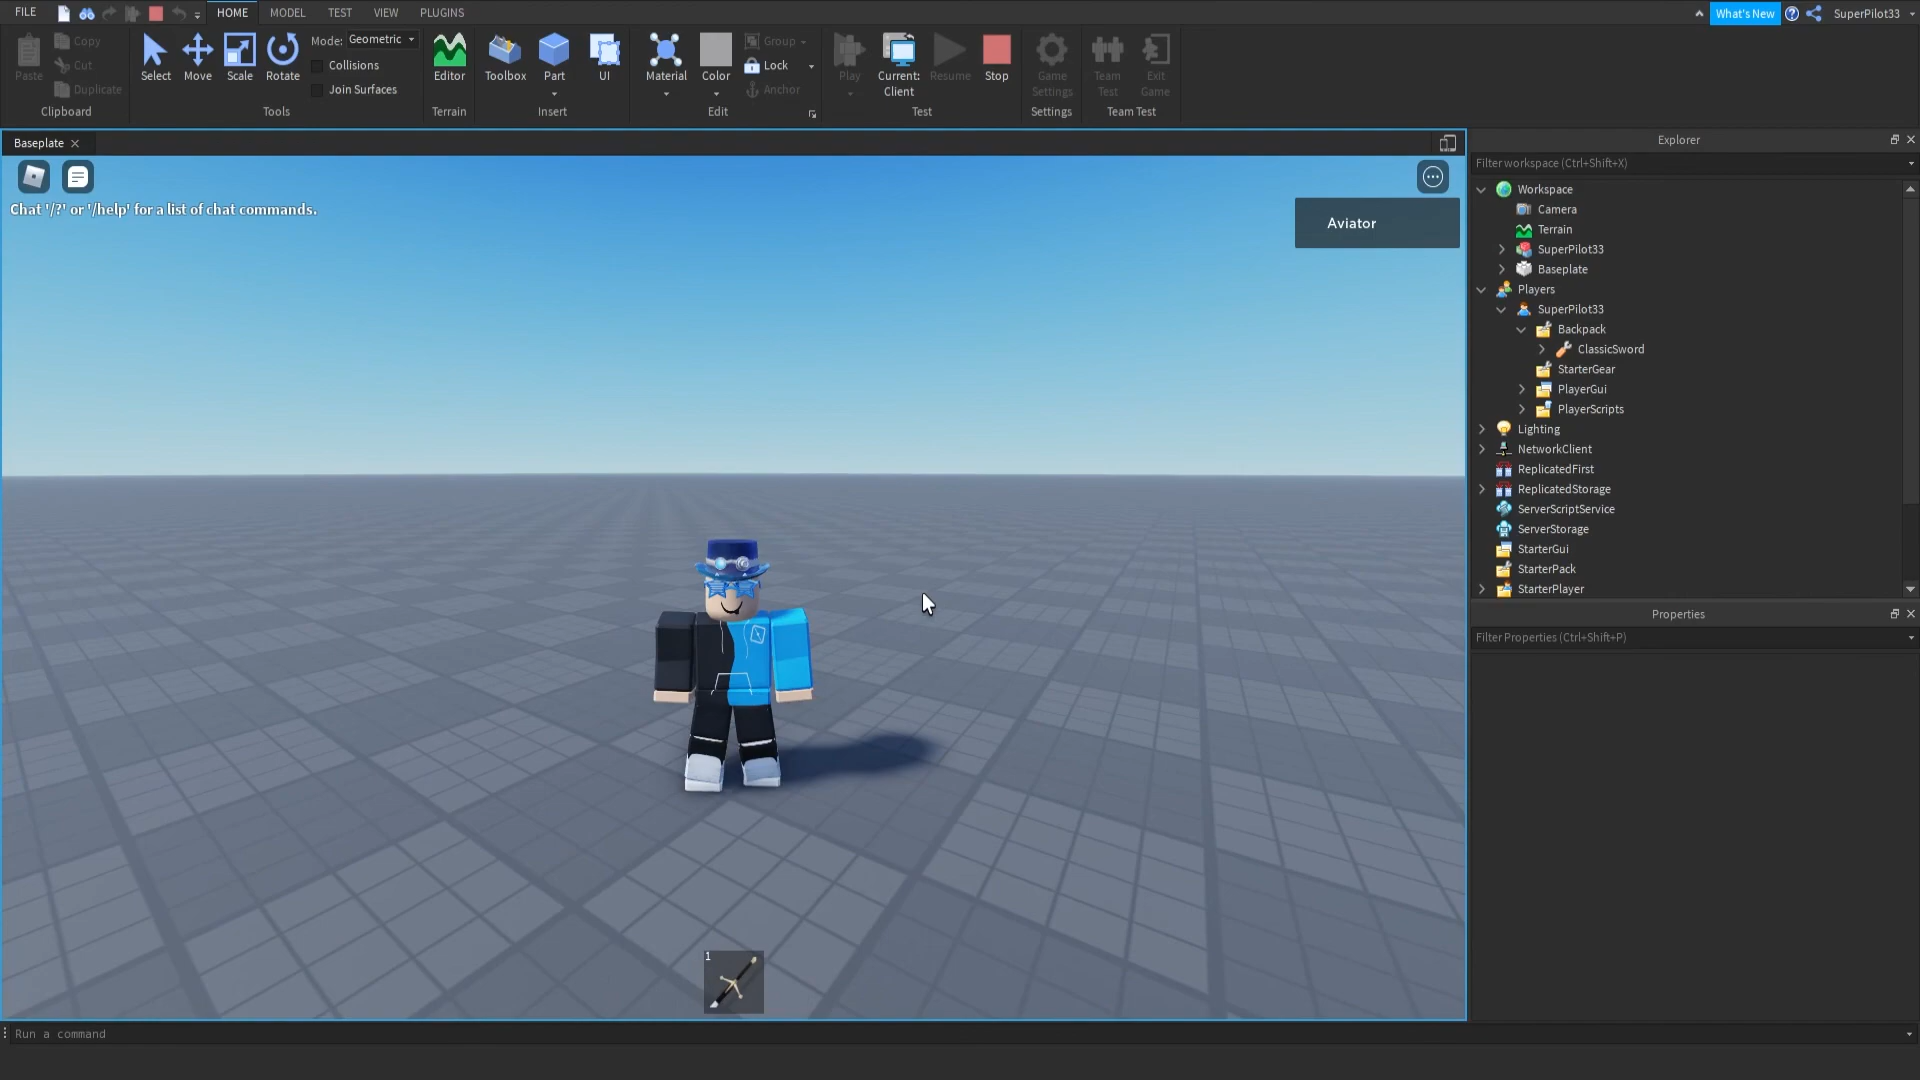 FILE HOME MODEL TEST VIEW PLUGINS What's New SuperPilot33
Paste Copy Cut Duplicate
Clipboard
Select Move Scale Rotate
Mode: Geometric
Collisions
Join Surfaces
Tools
Editor
Terrain
Toolbox Part UI
Insert
Material Color
Group
Lock
Anchor
Edit
Play
Current:
Client
Resume Stop
Test
Game
Settings
Settings
Team
Test
Exit
Game
Team Test
Baseplate
Chat '/?' or '/help' for a list of chat commands.
Aviator
1
Explorer
Filter workspace (Ctrl+Shift+X)
Workspace
Camera
Terrain
SuperPilot33
Baseplate
Players
SuperPilot33
Backpack
ClassicSword
StarterGear
PlayerGui
PlayerScripts
Lighting
NetworkClient
ReplicatedFirst
ReplicatedStorage
ServerScriptService
ServerStorage
StarterGui
StarterPack
StarterPlayer
Properties
Filter Properties (Ctrl+Shift+P)
Run a command